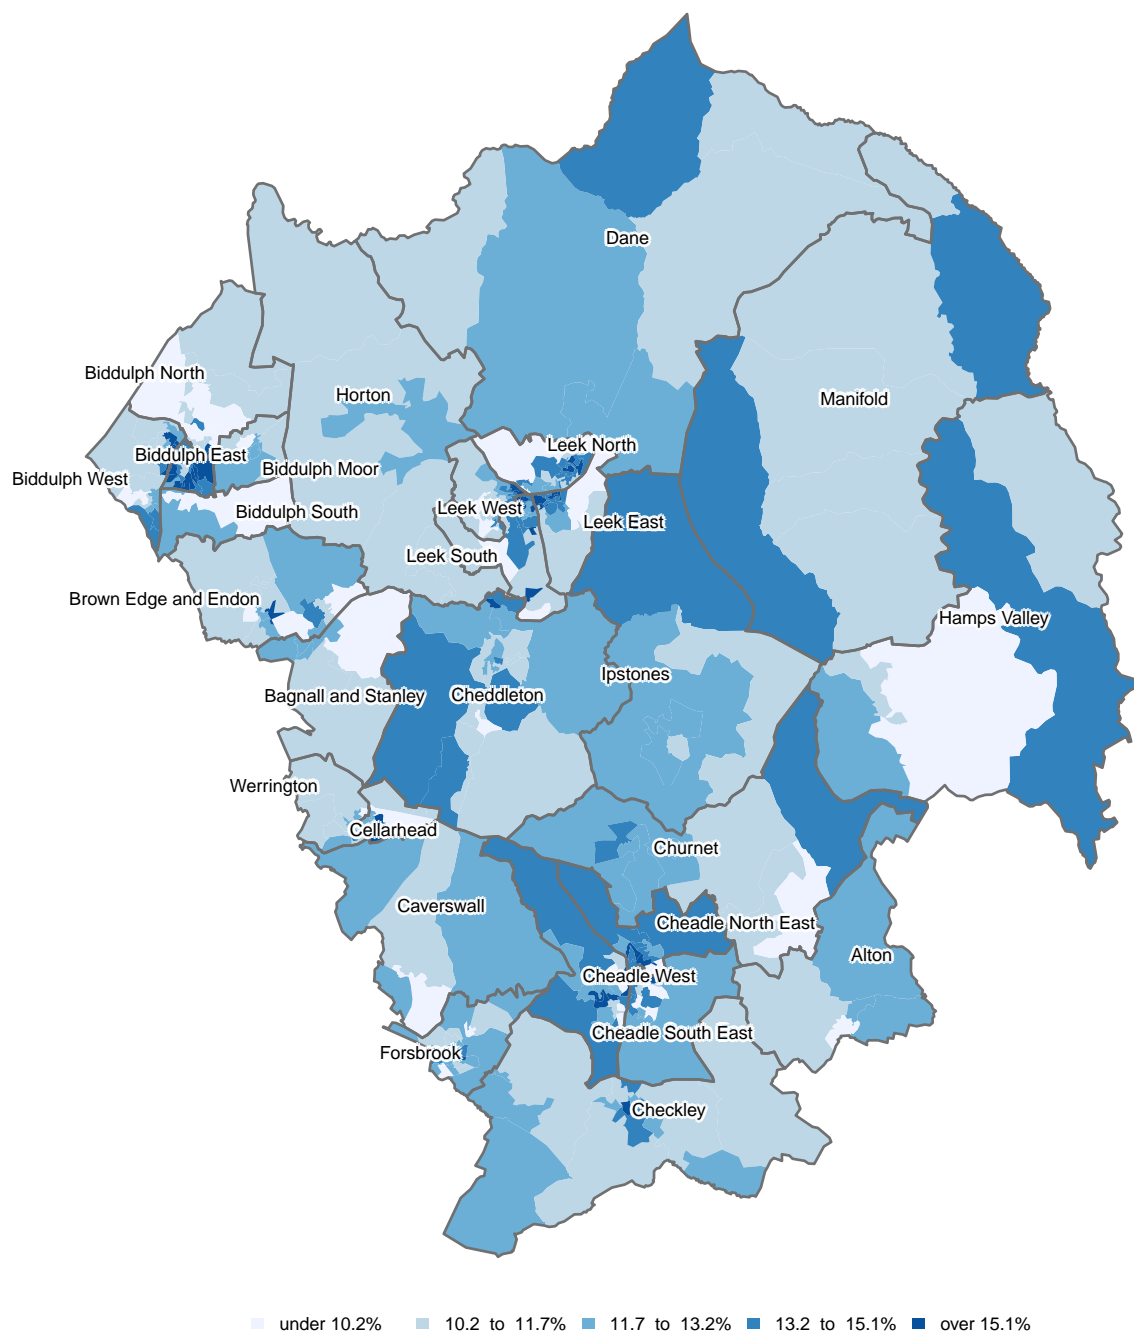 Dane
Biddulph North
Horton
Manifold
Leek North
Biddulph East
Biddulph Moor
Biddulph West
Leek West
Biddulph South
Leek East
Leek South
Brown Edge and Endon
Hamps Valley
Ipstones
Bagnall and Stanley
Cheddleton
Werrington
Cellarhead
Churnet
Caverswall
Cheadle North East
Alton
Cheadle West
Cheadle South East
Forsbrook
Checkley
under 10.2% 10.2 to 11.7% 11.7 to 13.2% 13.2 to 15.1% over 15.1%